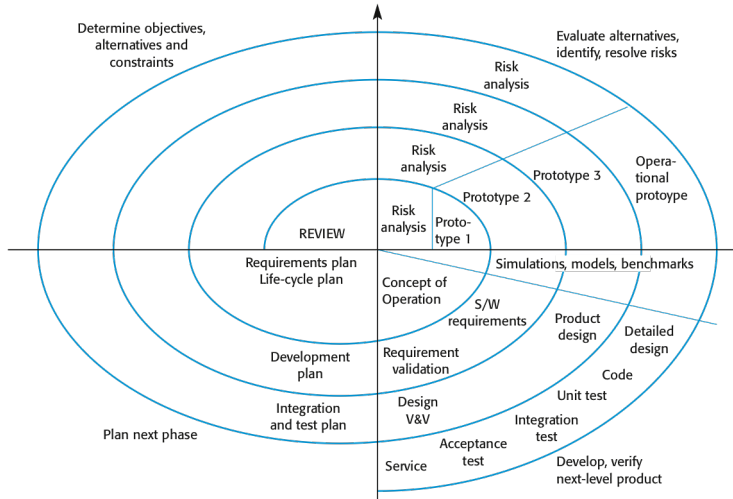 Determine objectives,
alternatives and
constraints
Evaluate alternatives,
identify, resolve risks
Risk
analysis
Risk
analysis
Risk
analysis
Risk
analysis
Proto-
type 1
Prototype 2
Prototype 3
Opera-
tional
protoype
REVIEW
Requirements plan
Life-cycle plan
Simulations, models, benchmarks
Concept of
Operation
S/W
requirements
Product
design
Detailed
design
Development
plan
Requirement
validation
Code
Unit test
Integration
and test plan
Design
V&V
Integration
test
Acceptance
test
Service
Plan next phase
Develop, verify
next-level product